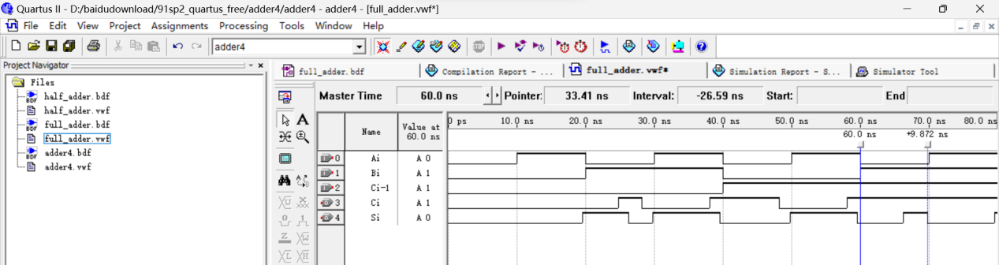 Quartus II - D:/baidudownload/91sp2_quartus_free/adder4/adder4 - adder4 - [full_adder.vwf*]
File Edit View Project Assignments Processing Tools Window Help
adder4
Project Navigator
Files
half_adder.bdf
half_adder.vwf
full_adder.bdf
full_adder.vwf
adder4.bdf
adder4.vwf
full_adder.bdf
Compilation Report - ...
full_adder.vwf*
Simulation Report - S...
Simulator Tool
Master Time 60.0 ns Pointer: 33.41 ns Interval: -26.59 ns Start: End
Name
Value at
60.0 ns
0 ps 10.0 ns 20.0 ns 30.0 ns 40.0 ns 50.0 ns 60.0 ns 70.0 ns 80.0 ns
60.0 ns +9.872 ns
0 Ai A 0
1 Bi A 1
2 Ci-1 A 1
3 Ci A 1
4 Si A 0